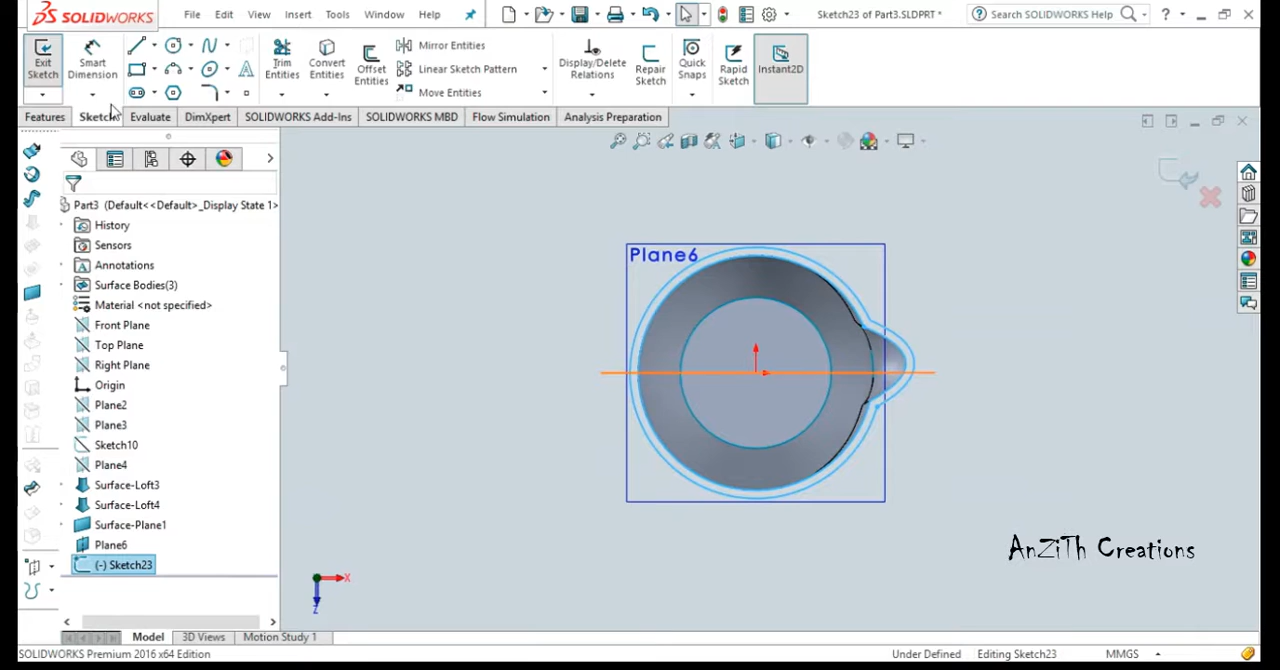 SOLIDWORKS
File Edit View Insert Tools Window Help
Sketch23 of Part3.SLDPRT *
Search SOLIDWORKS Help
Exit Sketch
Smart Dimension
Trim Entities
Convert Entities
Offset Entities
Mirror Entities
Linear Sketch Pattern
Move Entities
Display/Delete Relations
Repair Sketch
Quick Snaps
Rapid Sketch
Instant2D
Features Sketch Evaluate DimXpert SOLIDWORKS Add-Ins SOLIDWORKS MBD Flow Simulation Analysis Preparation
Part3 (Default<<Default>_Display State 1>
History
Sensors
Annotations
Surface Bodies(3)
Material <not specified>
Front Plane
Top Plane
Right Plane
Origin
Plane2
Plane3
Sketch10
Plane4
Surface-Loft3
Surface-Loft4
Surface-Plane1
Plane6
(-) Sketch23
Plane6
AnZiTh Creations
X
Z
Model 3D Views Motion Study 1
SOLIDWORKS Premium 2016 x64 Edition
Under Defined Editing Sketch23 MMGS